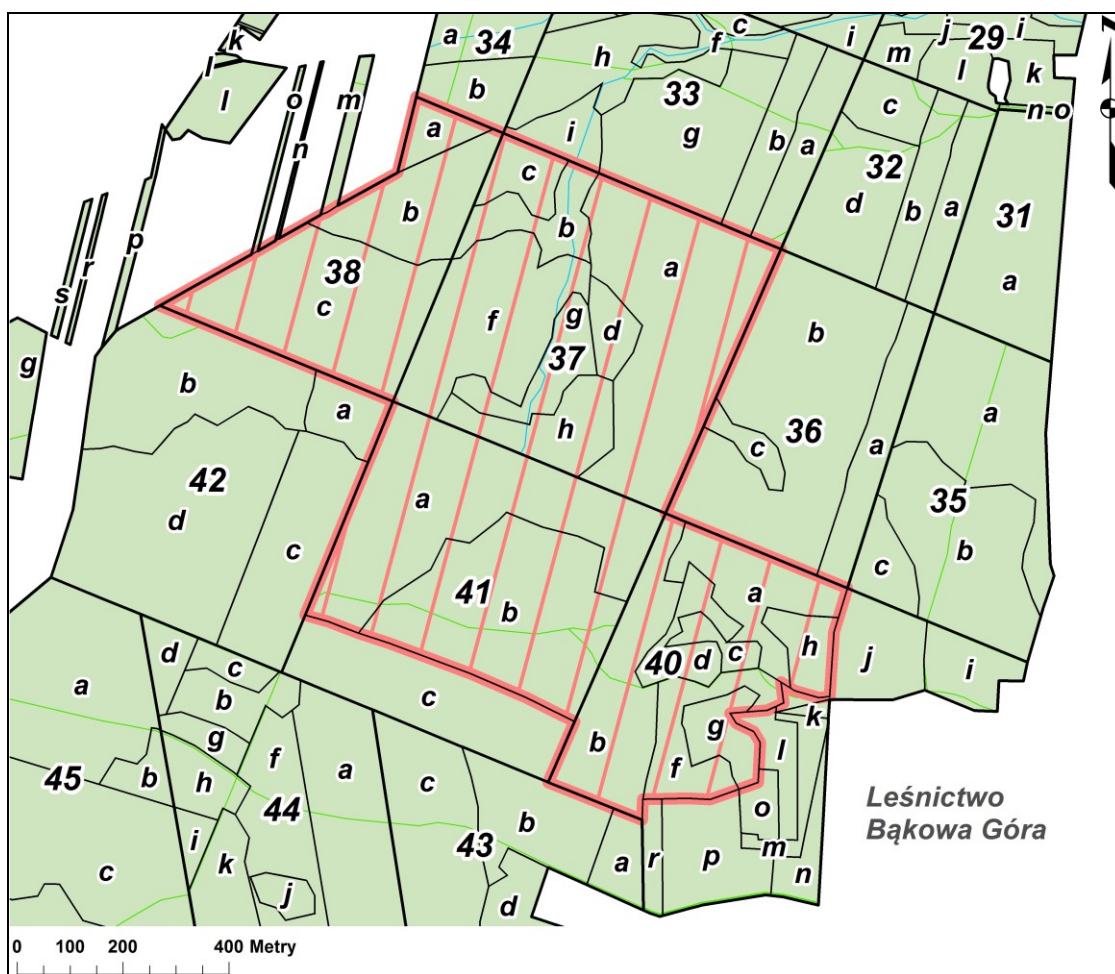 k
a
34
c
i
j
29
i
l
h
f
m
l
k
l
o
n
m
b
33
c
n
o
a
i
g
b
a
32
c
b
d
b
a
31
p
b
a
s
r
38
c
f
g
d
a
g
b
37
b
a
h
c
36
a
a
42
a
35
d
c
c
b
41
b
a
h
j
i
40
d
c
d
c
c
b
k
a
b
g
g
f
a
c
b
f
l
45
b
h
44
o
Leśnictwo
Bąkowa Góra
43
b
i
k
a
r
p
m
n
c
j
d
0 100 200 400 Metry